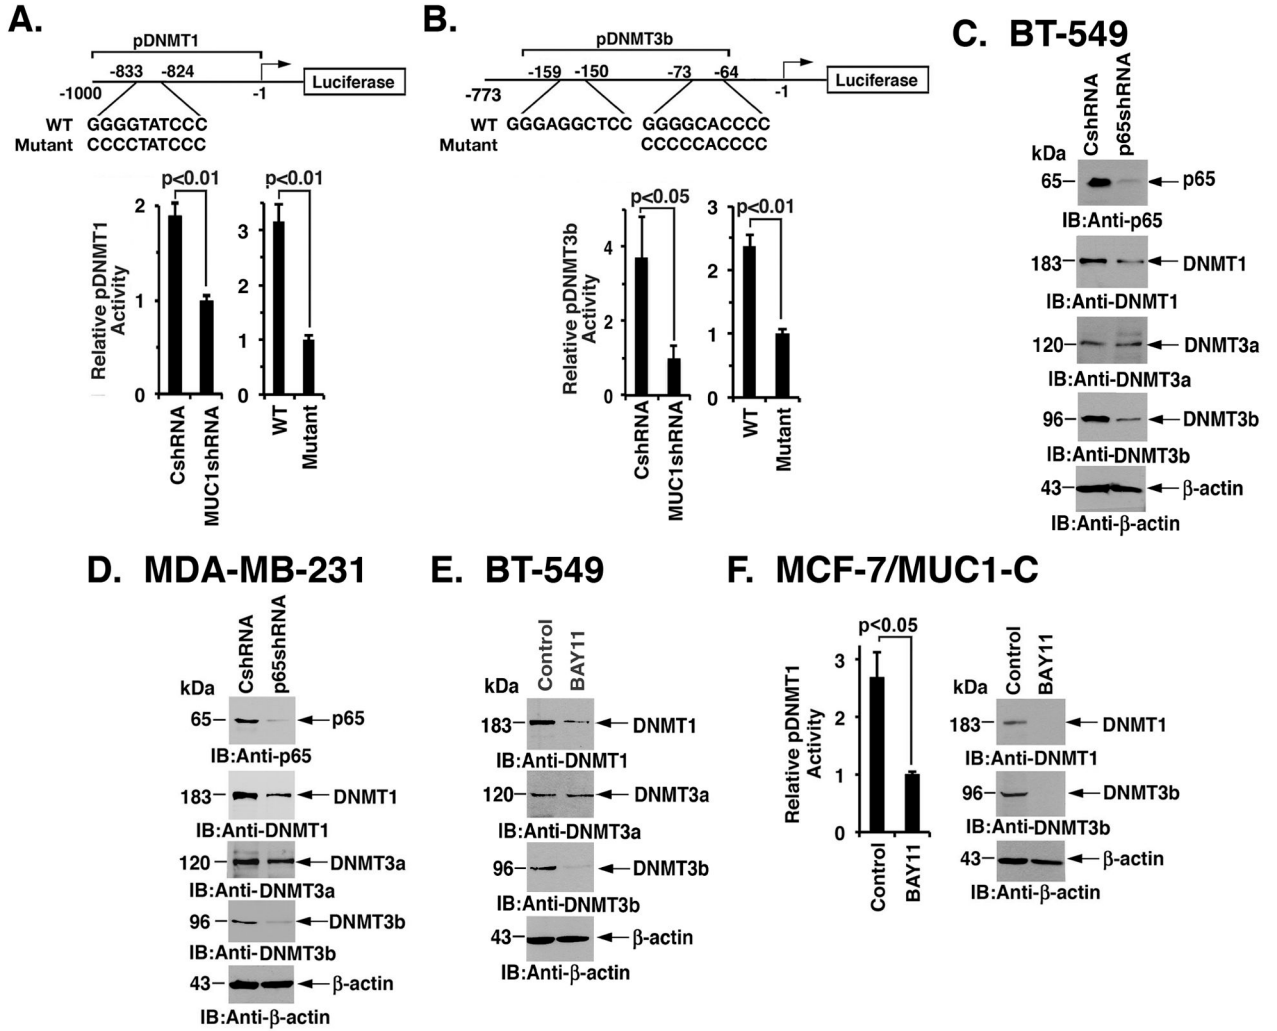 A.
pDNMT1
-833 -824
-1000 -1 Luciferase
WT GGGGTATCCC
Mutant CCCCTATCCC
p<0.01 p<0.01
Relative pDNMT1
Activity
2
1
0
3
2
1
0
CshRNA
MUC1shRNA
WT
Mutant
B.
pDNMT3b
-159 -150 -73 -64
-773 -1 Luciferase
WT GGGAGGCTCC GGGGCACCCC
Mutant CCCCCACCCC
p<0.05 p<0.01
Relative pDNMT3b
Activity
4
2
0
3
2
1
0
CshRNA
MUC1shRNA
WT
Mutant
C. BT-549
CshRNA
p65shRNA
kDa
65 p65
IB:Anti-p65
183 DNMT1
IB:Anti-DNMT1
120 DNMT3a
IB:Anti-DNMT3a
96 DNMT3b
IB:Anti-DNMT3b
43 β-actin
IB:Anti-β-actin
D. MDA-MB-231
CshRNA
p65shRNA
kDa
65 p65
IB:Anti-p65
183 DNMT1
IB:Anti-DNMT1
120 DNMT3a
IB:Anti-DNMT3a
96 DNMT3b
IB:Anti-DNMT3b
43 β-actin
IB:Anti-β-actin
E. BT-549
Control
BAY11
kDa
183 DNMT1
IB:Anti-DNMT1
120 DNMT3a
IB:Anti-DNMT3a
96 DNMT3b
IB:Anti-DNMT3b
43 β-actin
IB:Anti-β-actin
F. MCF-7/MUC1-C
p<0.05
Relative pDNMT1
Activity
3
2
1
0
Control
BAY11
Control
BAY11
kDa
183 DNMT1
IB:Anti-DNMT1
96 DNMT3b
IB:Anti-DNMT3b
43 β-actin
IB:Anti-β-actin